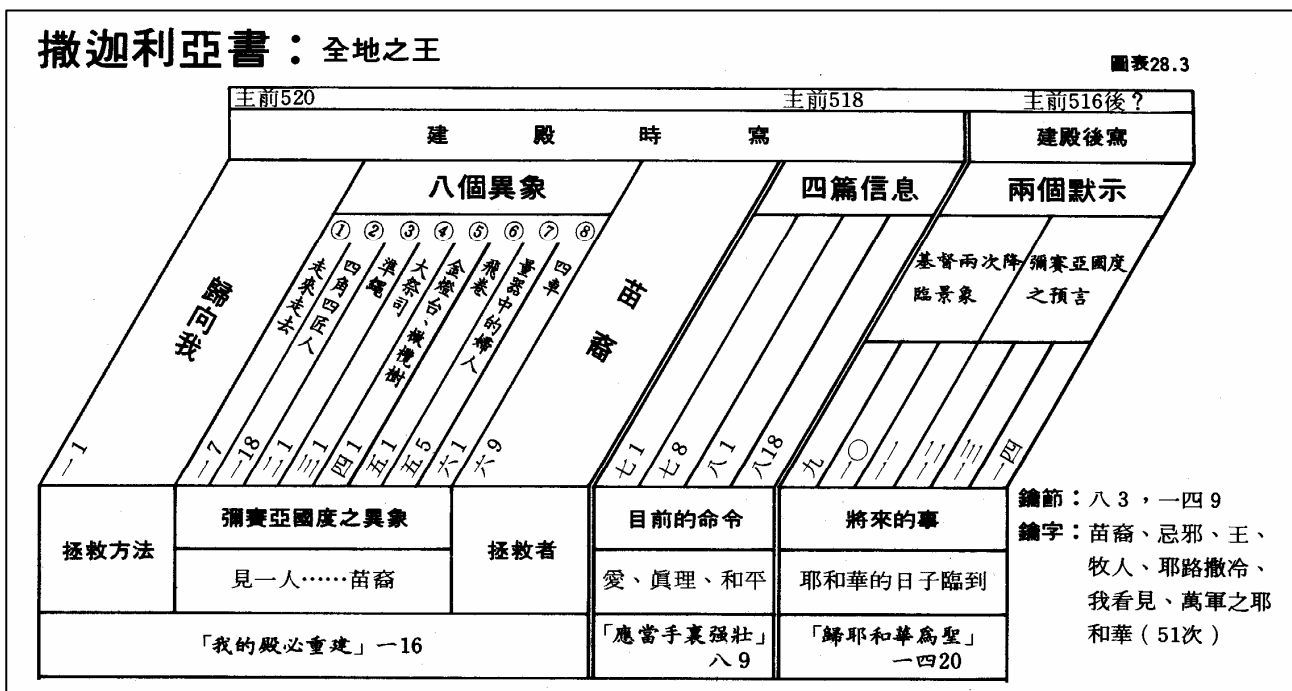 撒迦利亞書：全地之王
圖表28.3
主前520 主前518 主前516後？
建殿時寫 建殿後寫
八個異象 四篇信息 兩個默示
歸向我
① ② ③ ④ ⑤ ⑥ ⑦ ⑧
走來走去
四角四匠人
準繩
大祭司
金燈台、橄欖樹
飛卷
量器中的婦人
四車
苗裔
基督兩次降
臨景象
彌賽亞國度
之預言
一1 一7 一18 二1 三1 四1 五1 五5 六1 六9 七1 七8 八1 八18 九 一〇 一一 一二 一三 一四
拯救方法
彌賽亞國度之異象
見一人……苗裔
拯救者
目前的命令
愛、眞理、和平
將來的事
耶和華的日子臨到
「我的殿必重建」一16
「應當手裏强壯」
八9
「歸耶和華爲聖」
一四20
鑰節：八3，一四9
鑰字：苗裔、忌邪、王、
牧人、耶路撒冷、
我看見、萬軍之耶
和華（51次）